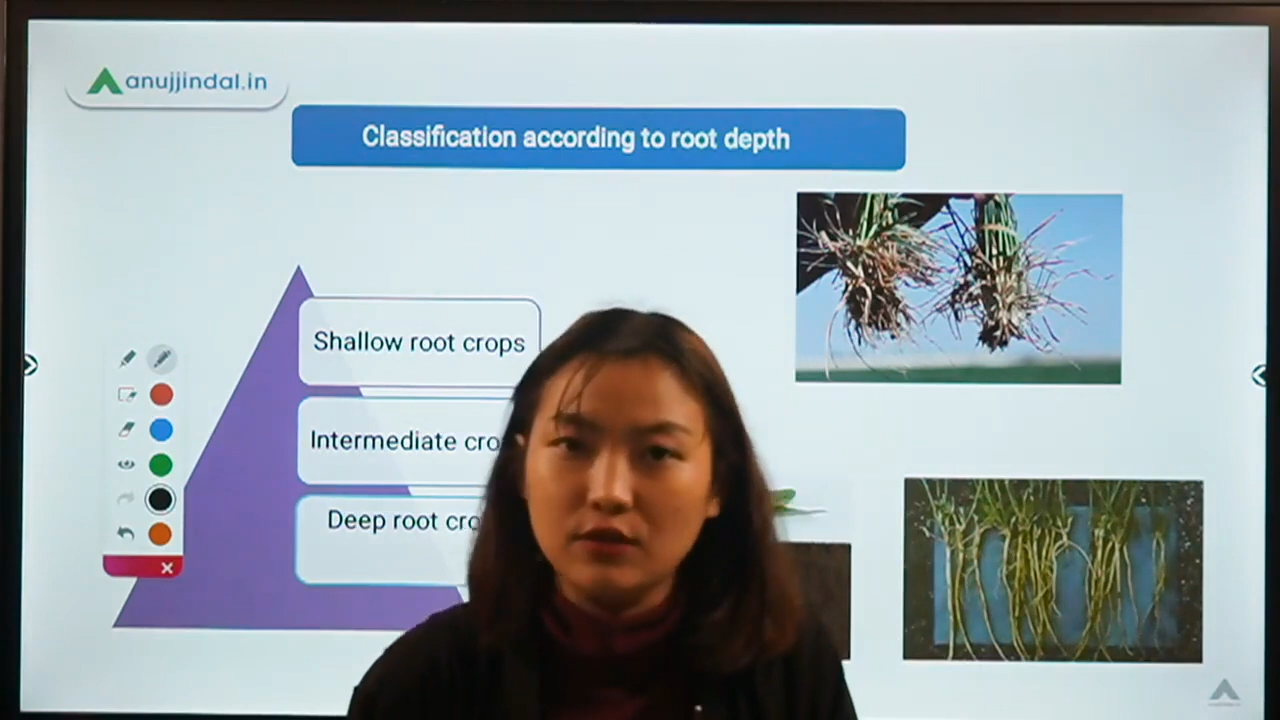 anujjindal.in
Classification according to root depth
Shallow root crops
Intermediate cro
Deep root cro